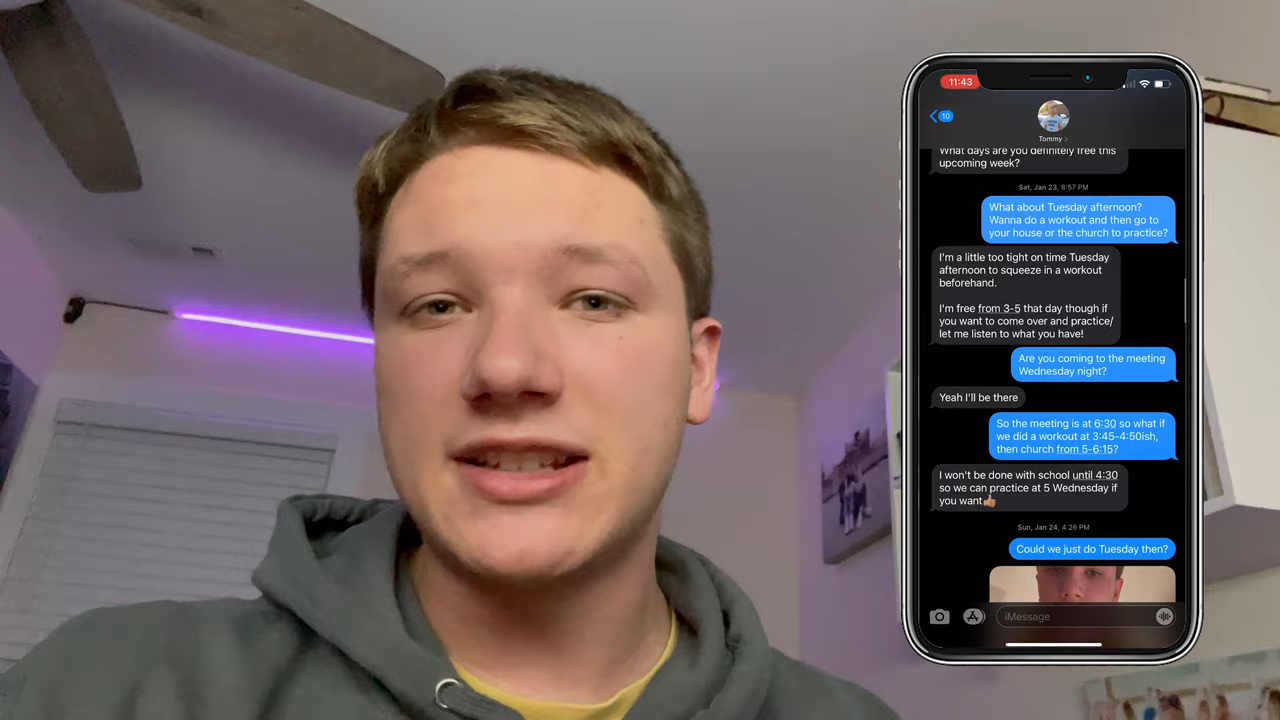 11:43
10
Tommy
What days are you definitely free this
upcoming week?
Sat, Jan 23, 8:57 PM
What about Tuesday afternoon?
Wanna do a workout and then go to
your house or the church to practice?
I'm a little too tight on time Tuesday
afternoon to squeeze in a workout
beforehand.
I'm free from 3-5 that day though if
you want to come over and practice/
let me listen to what you have!
Are you coming to the meeting
Wednesday night?
Yeah I'll be there
So the meeting is at 6:30 so what if
we did a workout at 3:45-4:50ish,
then church from 5-6:15?
I won't be done with school until 4:30
so we can practice at 5 Wednesday if
you want👍🏽
Sun, Jan 24, 4:26 PM
Could we just do Tuesday then?
iMessage